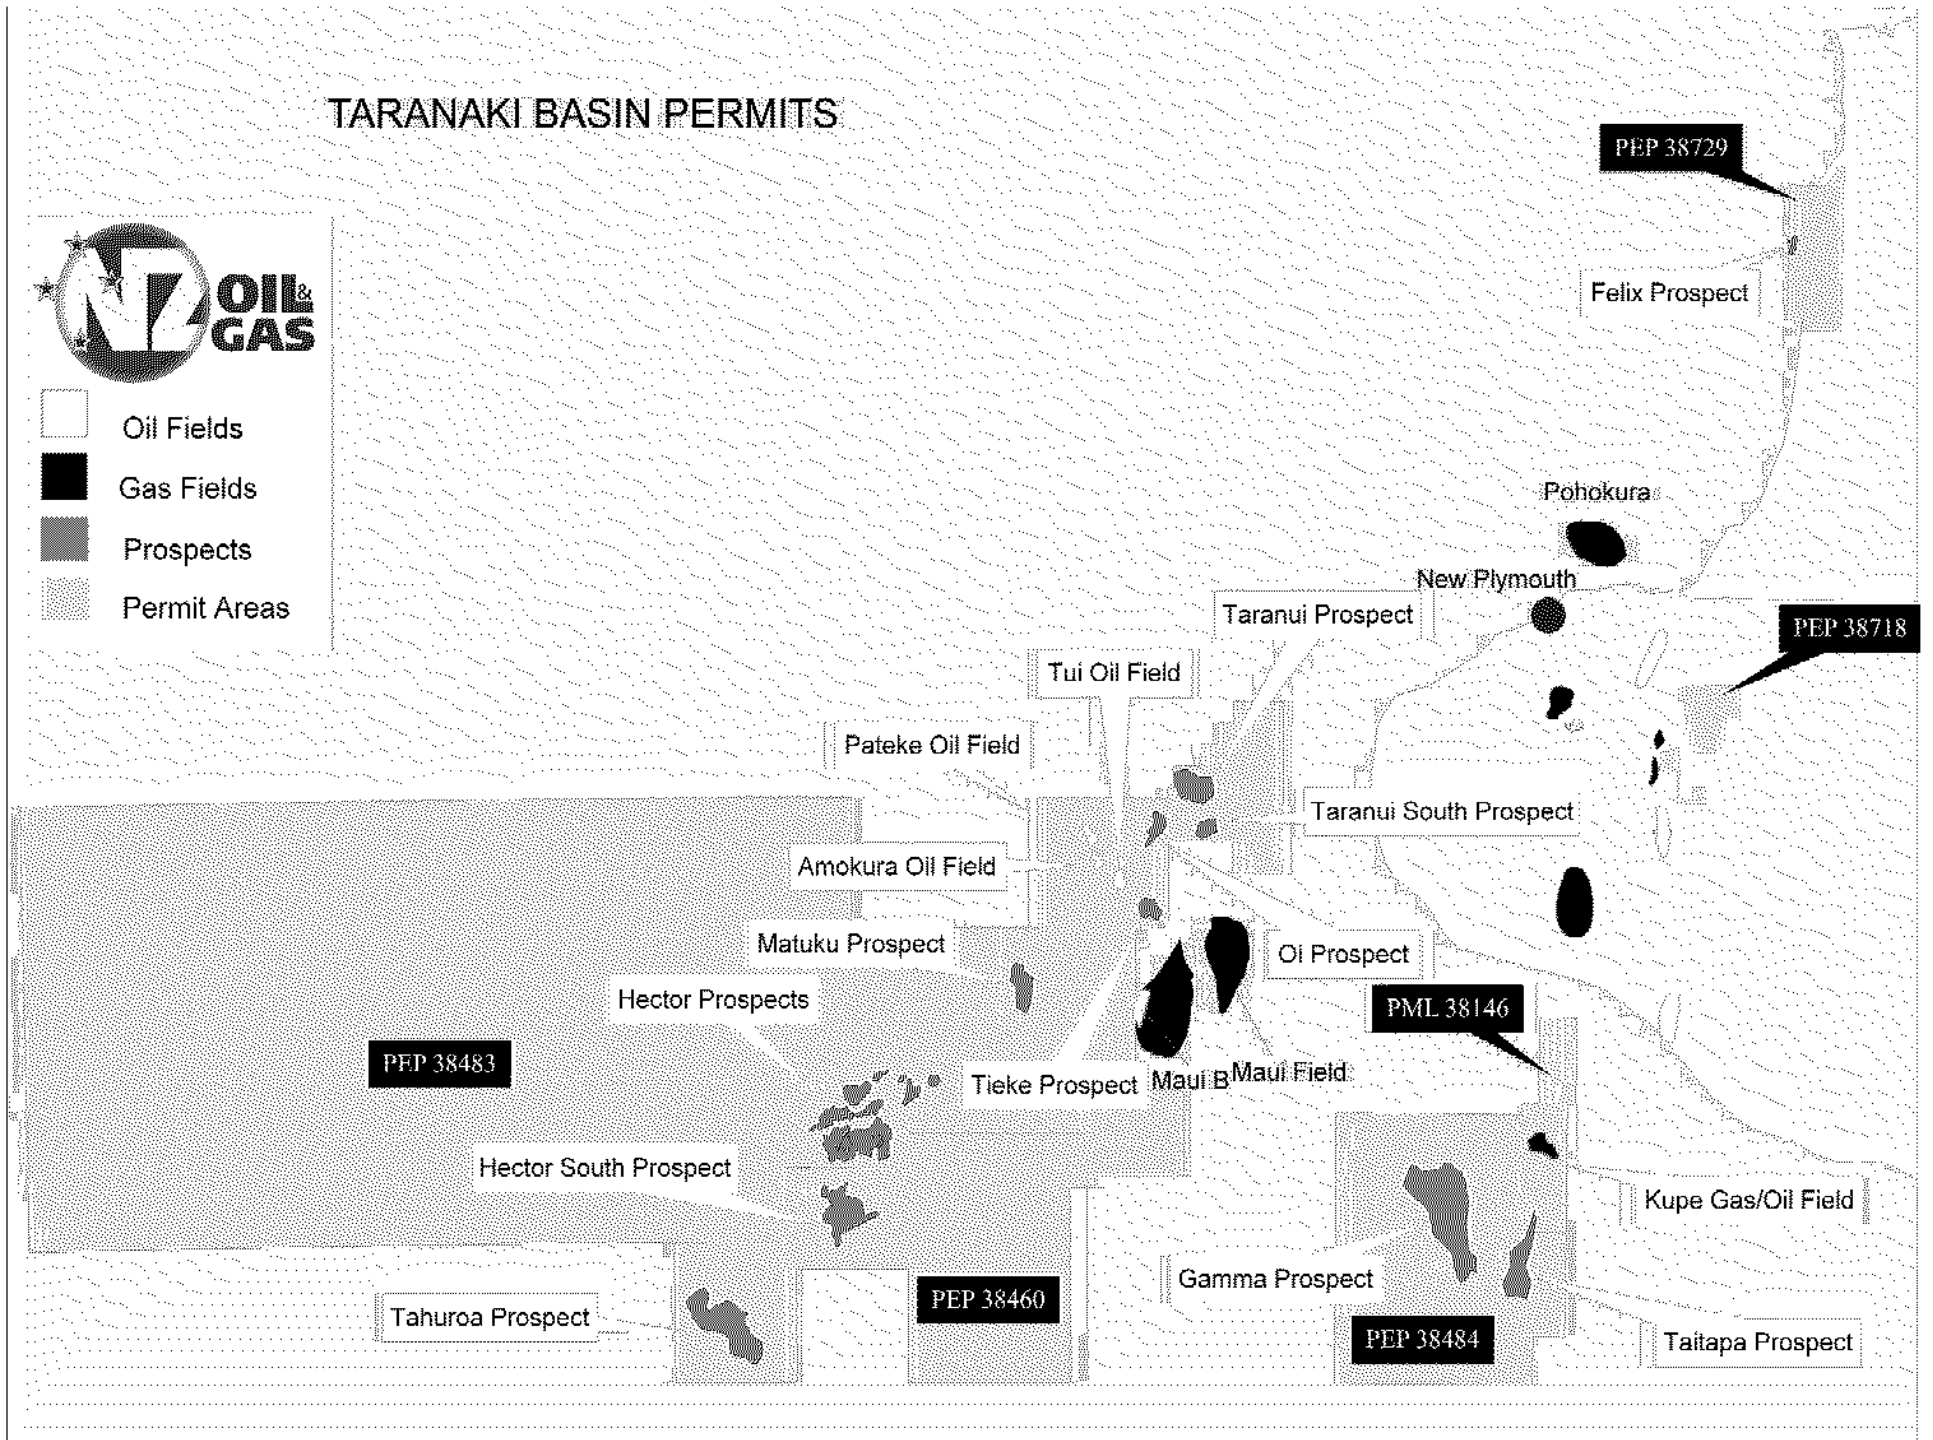 TARANAKI BASIN PERMITS
PEP 38729
NZ OIL &
GAS
Felix Prospect
Oil Fields
Gas Fields
Pohokura
Prospects
New Plymouth
Permit Areas
Taranui Prospect
PEP 38718
Tui Oil Field
Pateke Oil Field
Taranui South Prospect
Amokura Oil Field
Matuku Prospect
Oi Prospect
Hector Prospects
PML 38146
PEP 38483
Tieke Prospect
Maui B
Maui Field
Hector South Prospect
Kupe Gas/Oil Field
Gamma Prospect
PEP 38460
Tahuroa Prospect
PEP 38484
Taitapa Prospect